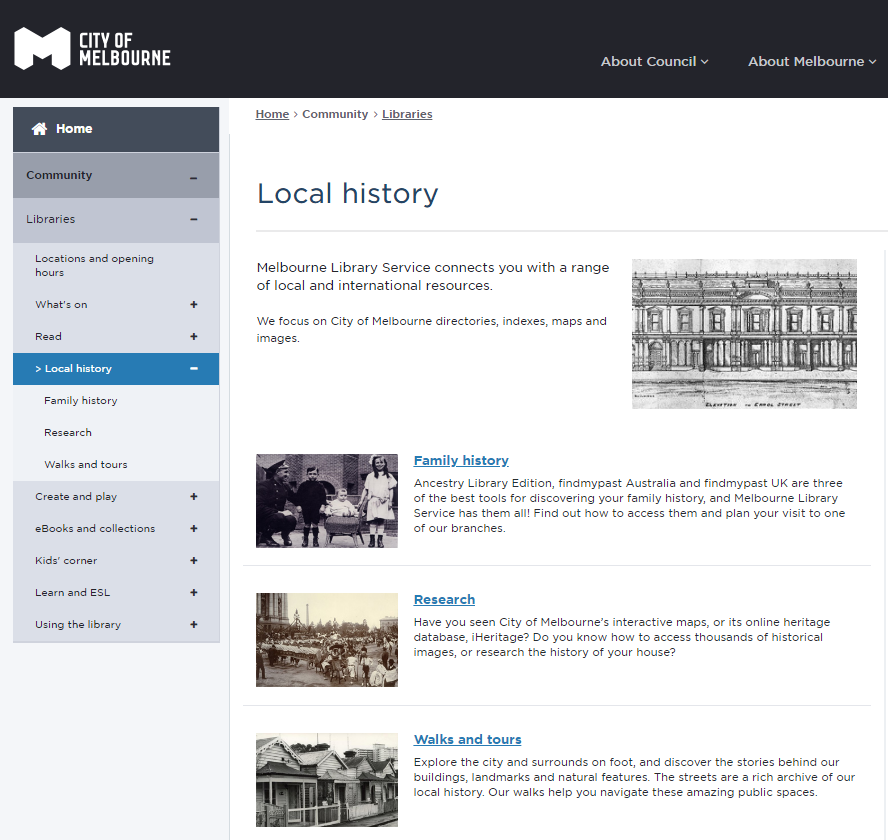 CITY OF
MELBOURNE
About Council
About Melbourne
Home
Community
Libraries
Locations and opening
hours
What's on
Read
> Local history
Family history
Research
Walks and tours
Create and play
eBooks and collections
Kids' corner
Learn and ESL
Using the library
Home > Community > Libraries
Local history
Melbourne Library Service connects you with a range
of local and international resources.
We focus on City of Melbourne directories, indexes, maps and
images.
ELEVATION TO ERROL STREET
Family history
Ancestry Library Edition, findmypast Australia and findmypast UK are three
of the best tools for discovering your family history, and Melbourne Library
Service has them all! Find out how to access them and plan your visit to one
of our branches.
Research
Have you seen City of Melbourne's interactive maps, or its online heritage
database, iHeritage? Do you know how to access thousands of historical
images, or research the history of your house?
Walks and tours
Explore the city and surrounds on foot, and discover the stories behind our
buildings, landmarks and natural features. The streets are a rich archive of our
local history. Our walks help you navigate these amazing public spaces.